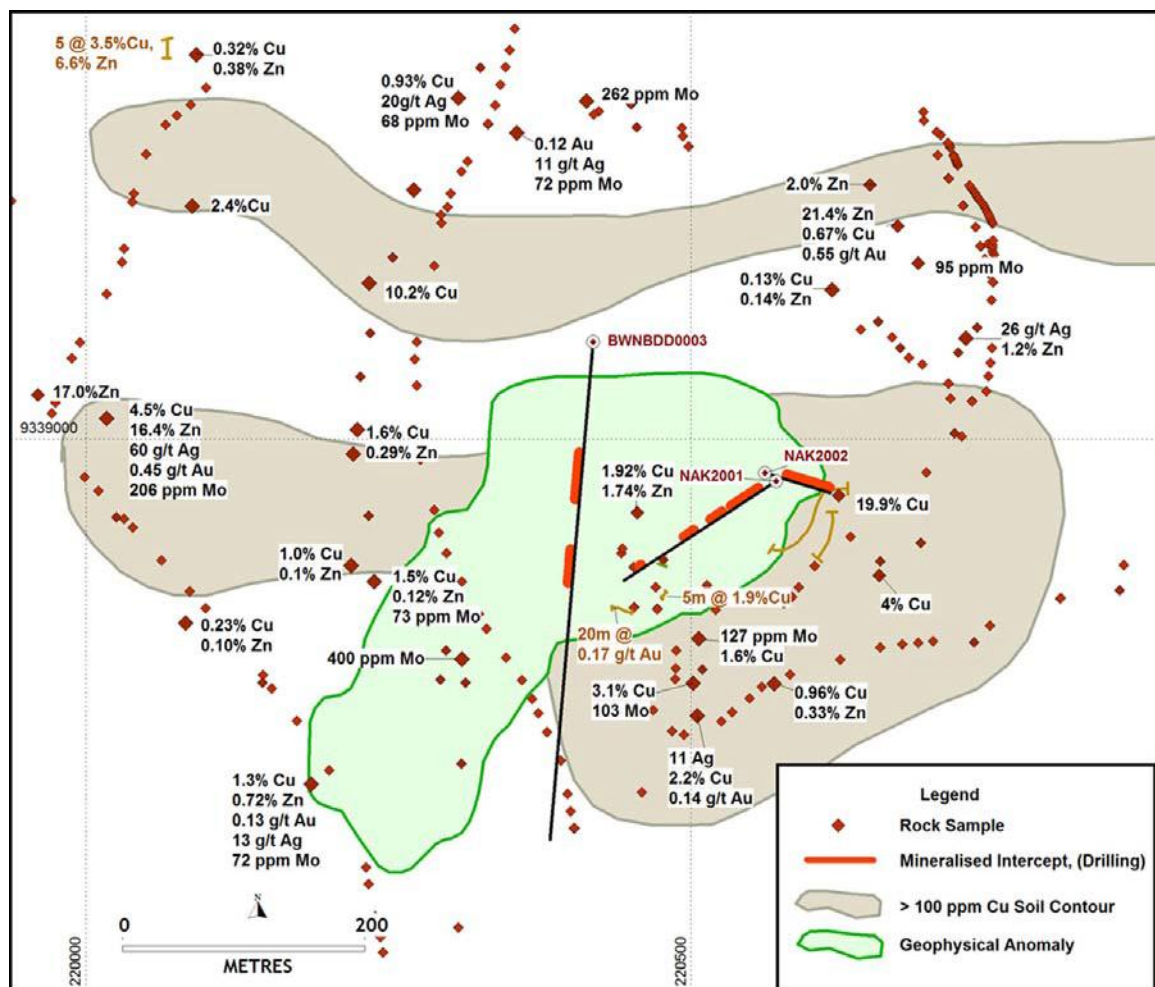 5 @ 3.5%Cu,
6.6% Zn
0.32% Cu
0.38% Zn
0.93% Cu
20g/t Ag
68 ppm Mo
262 ppm Mo
0.12 Au
11 g/t Ag
72 ppm Mo
2.4%Cu
2.0% Zn
21.4% Zn
0.67% Cu
0.55 g/t Au
95 ppm Mo
10.2% Cu
0.13% Cu
0.14% Zn
26 g/t Ag
1.2% Zn
BWNBDD0003
17.0%Zn
4.5% Cu
16.4% Zn
60 g/t Ag
0.45 g/t Au
206 ppm Mo
9339000
1.6% Cu
0.29% Zn
NAK2002
NAK2001
1.92% Cu
1.74% Zn
19.9% Cu
1.0% Cu
0.1% Zn
1.5% Cu
0.12% Zn
73 ppm Mo
5m @ 1.9%Cu
4% Cu
0.23% Cu
0.10% Zn
20m @
0.17 g/t Au
127 ppm Mo
1.6% Cu
400 ppm Mo
3.1% Cu
103 Mo
0.96% Cu
0.33% Zn
11 Ag
2.2% Cu
0.14 g/t Au
1.3% Cu
0.72% Zn
0.13 g/t Au
13 g/t Ag
72 ppm Mo
N
0 200
METRES
220000
220500
Legend
Rock Sample
Mineralised Intercept, (Drilling)
> 100 ppm Cu Soil Contour
Geophysical Anomaly